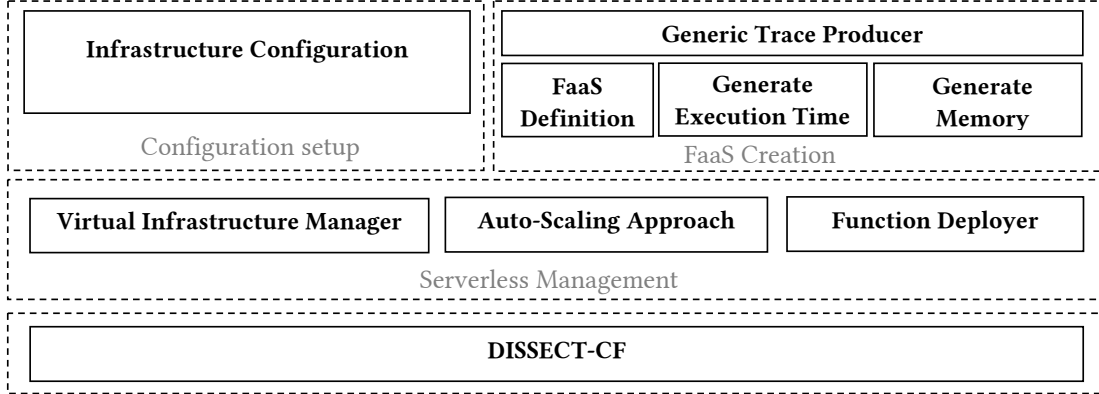 Infrastructure Configuration
Configuration setup
Generic Trace Producer
FaaS
Definition
Generate
Execution Time
Generate
Memory
FaaS Creation
Virtual Infrastructure Manager
Auto-Scaling Approach
Function Deployer
Serverless Management
DISSECT-CF